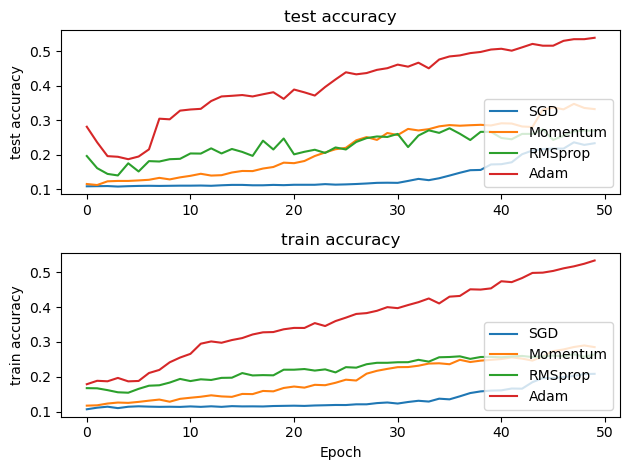 test accuracy
test accuracy
0.5
0.4
0.3
0.2
0.1
SGD
Momentum
RMSprop
Adam
0 10 20 30 40 50
train accuracy
train accuracy
0.5
0.4
0.3
0.2
0.1
SGD
Momentum
RMSprop
Adam
0 10 20 30 40 50
Epoch